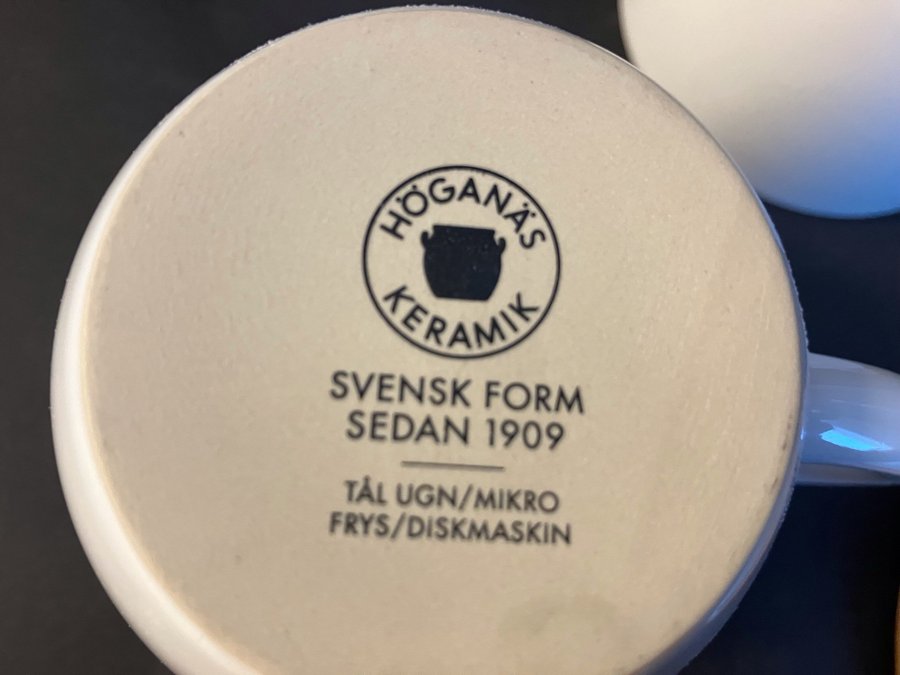 HÖGANÄS
KERAMIK
SVENSK FORM
SEDAN 1909
TÅL UGN/MIKRO
FRYS/DISKMASKIN